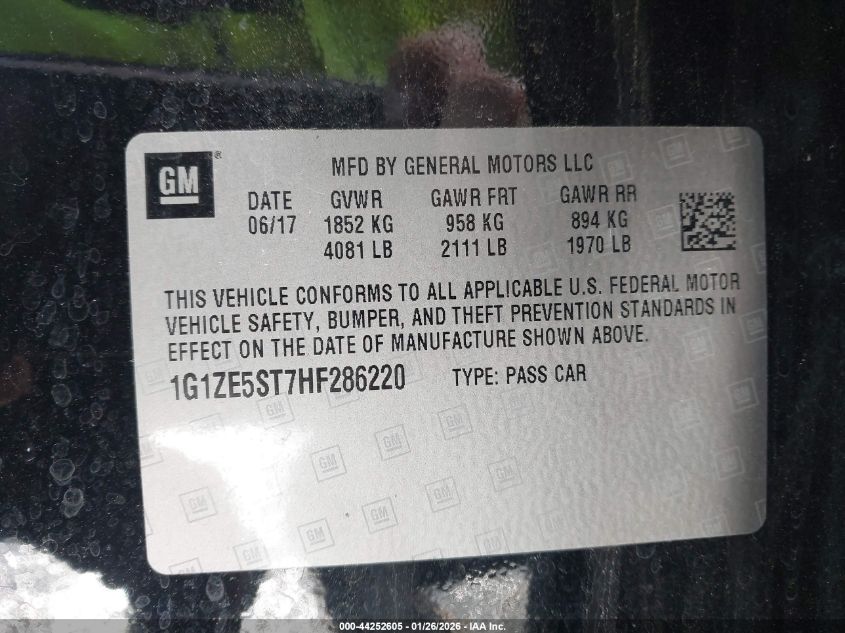 GM®
MFD BY GENERAL MOTORS LLC
DATE GVWR GAWR FRT GAWR RR
06/17 1852 KG 958 KG 894 KG
4081 LB 2111 LB 1970 LB
THIS VEHICLE CONFORMS TO ALL APPLICABLE U.S. FEDERAL MOTOR
VEHICLE SAFETY, BUMPER, AND THEFT PREVENTION STANDARDS IN
EFFECT ON THE DATE OF MANUFACTURE SHOWN ABOVE.
1G1ZE5ST7HF286220 TYPE: PASS CAR
000-44252605 - 01/26/2026 - IAA Inc.